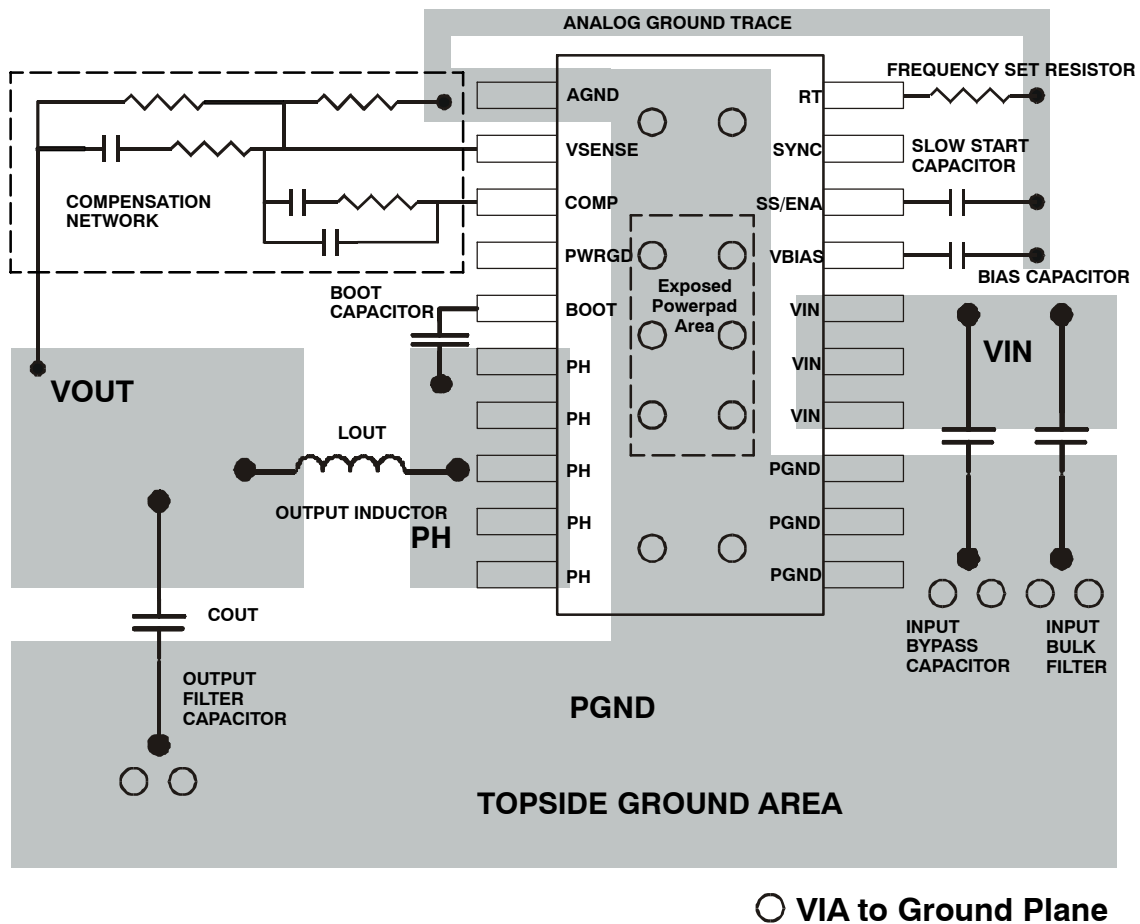 ANALOG GROUND TRACE
FREQUENCY SET RESISTOR
AGND
RT
VSENSE
SYNC
SLOW START
CAPACITOR
COMPENSATION
NETWORK
COMP
SS/ENA
PWRGD
VBIAS
BIAS CAPACITOR
BOOT
CAPACITOR
BOOT
Exposed
Powerpad
Area
VIN
VIN
PH
VIN
VOUT
PH
VIN
LOUT
PH
PGND
OUTPUT INDUCTOR
PH
PH
PGND
PH
PGND
COUT
INPUT
BYPASS
CAPACITOR
INPUT
BULK
FILTER
OUTPUT
FILTER
CAPACITOR
PGND
TOPSIDE GROUND AREA
VIA to Ground Plane